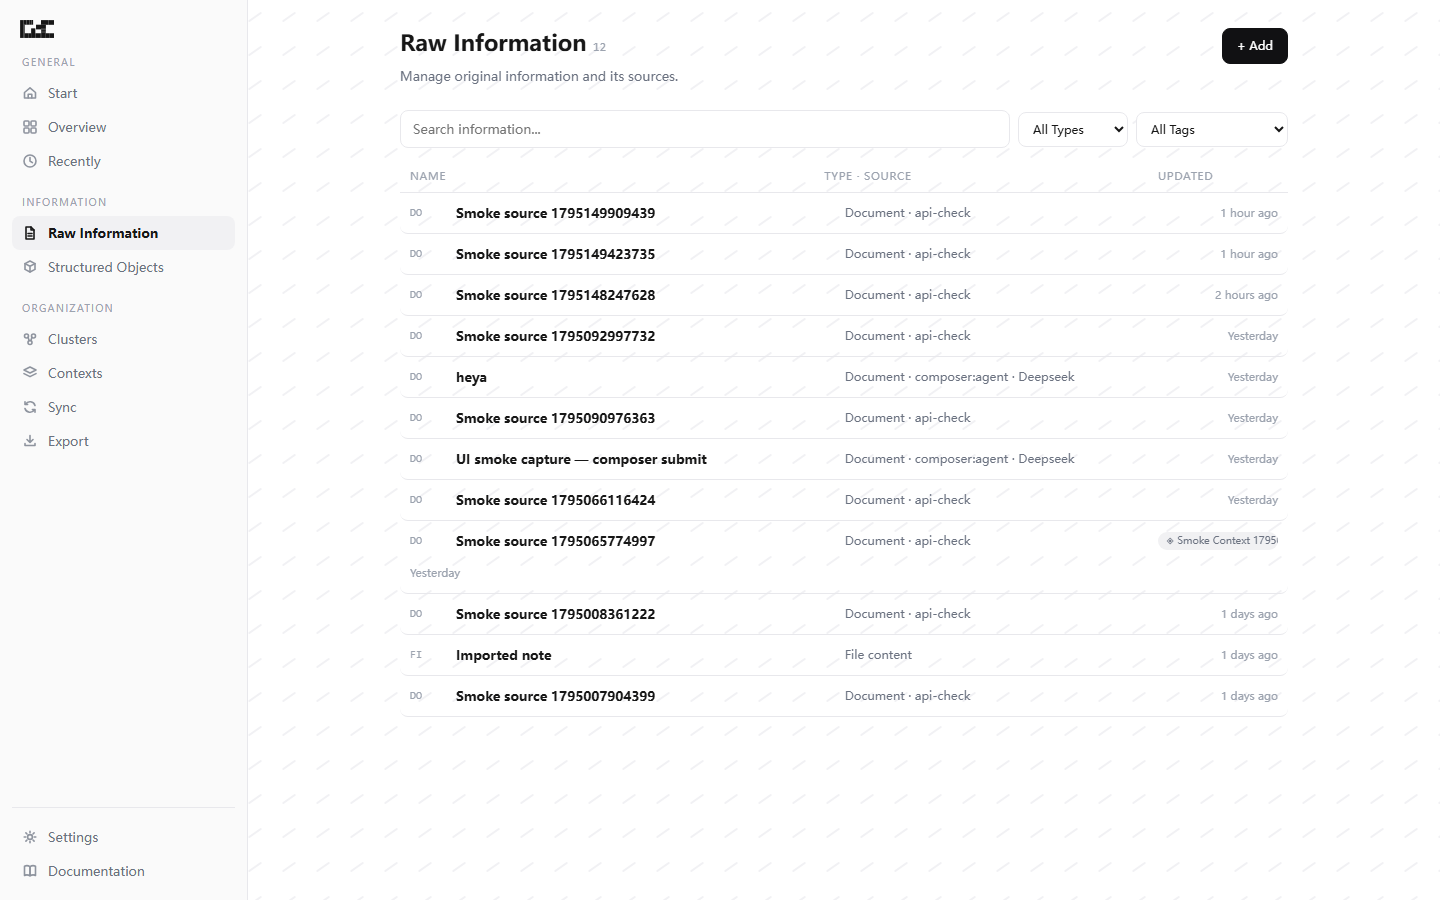 GENERAL
Start
Overview
Recently
INFORMATION
Raw Information
Structured Objects
ORGANIZATION
Clusters
Contexts
Sync
Export
Settings
Documentation
Raw Information 12
+ Add
Manage original information and its sources.
Search information...
All Types
All Tags
NAME TYPE · SOURCE UPDATED
DO Smoke source 1795149909439 Document · api-check 1 hour ago
DO Smoke source 1795149423735 Document · api-check 1 hour ago
DO Smoke source 1795148247628 Document · api-check 2 hours ago
DO Smoke source 1795092997732 Document · api-check Yesterday
DO heya Document · composer:agent · Deepseek Yesterday
DO Smoke source 1795090976363 Document · api-check Yesterday
DO UI smoke capture — composer submit Document · composer:agent · Deepseek Yesterday
DO Smoke source 1795066116424 Document · api-check Yesterday
DO Smoke source 1795065774997 Document · api-check Smoke Context 1795
Yesterday
DO Smoke source 1795008361222 Document · api-check 1 days ago
FI Imported note File content 1 days ago
DO Smoke source 1795007904399 Document · api-check 1 days ago